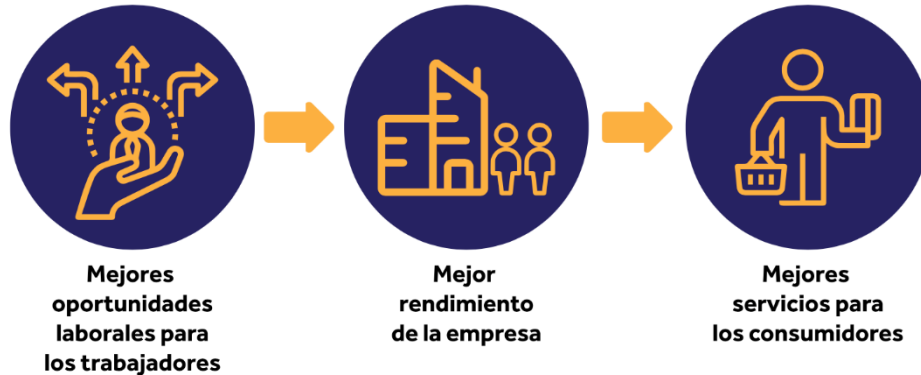 Mejores
oportunidades
laborales para
los trabajadores
Mejor
rendimiento
de la empresa
Mejores
servicios para
los consumidores